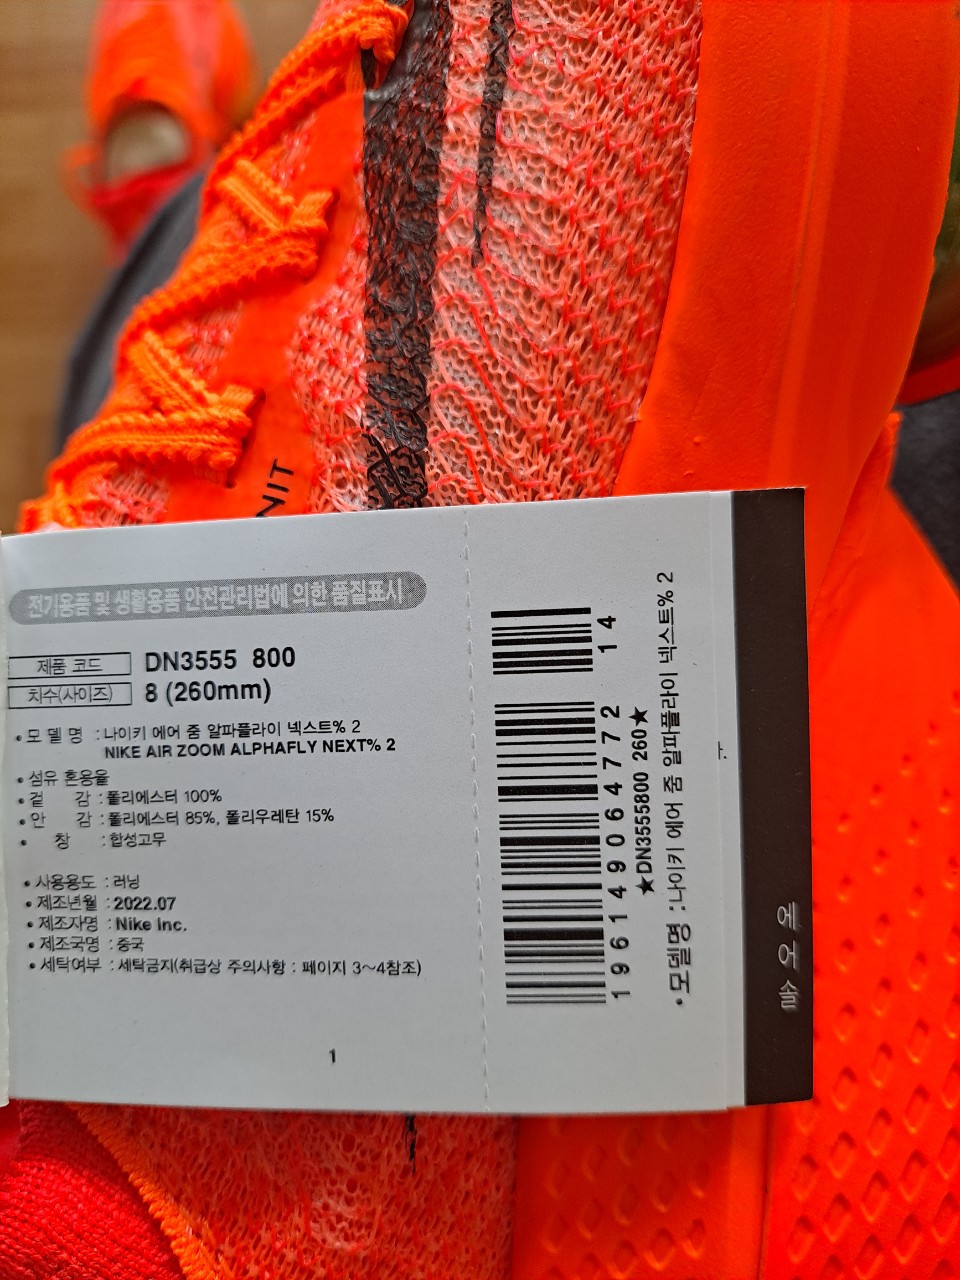 NIT
전기용품 및 생활용품 안전관리법에 의한 품질표시
제품 코드 DN3555 800
치수(사이즈) 8 (260mm)
• 모 델 명 : 나이키 에어 줌 알파플라이 넥스트% 2
NIKE AIR ZOOM ALPHAFLY NEXT% 2
• 섬유 혼용율
• 겉 감 : 폴리에스터 100%
• 안 감 : 폴리에스터 85%, 폴리우레탄 15%
• 창 : 합성고무
• 사용용도 : 러닝
• 제조년월 : 2022.07
• 제조자명 : Nike Inc.
• 제조국명 : 중국
• 세탁여부 : 세탁금지(취급상 주의사항 : 페이지 3~4참조)
1
196149064772 14
★DN3555800 260★
• 모델명 :나이키 에어 줌 알파플라이 넥스트% 2
에어솔